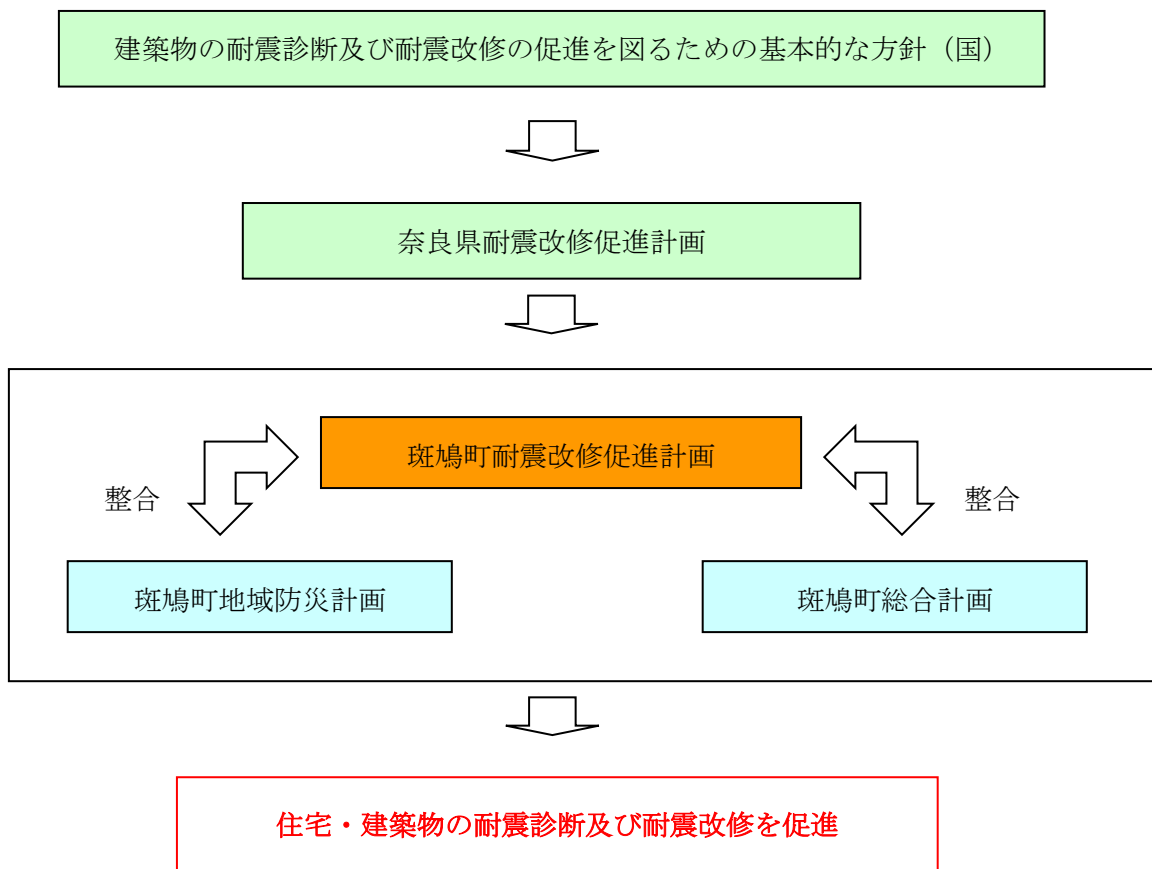 建築物の耐震診断及び耐震改修の促進を図るための基本的な方針（国）
奈良県耐震改修促進計画
斑鳩町耐震改修促進計画
整合
整合
斑鳩町地域防災計画
斑鳩町総合計画
住宅・建築物の耐震診断及び耐震改修を促進